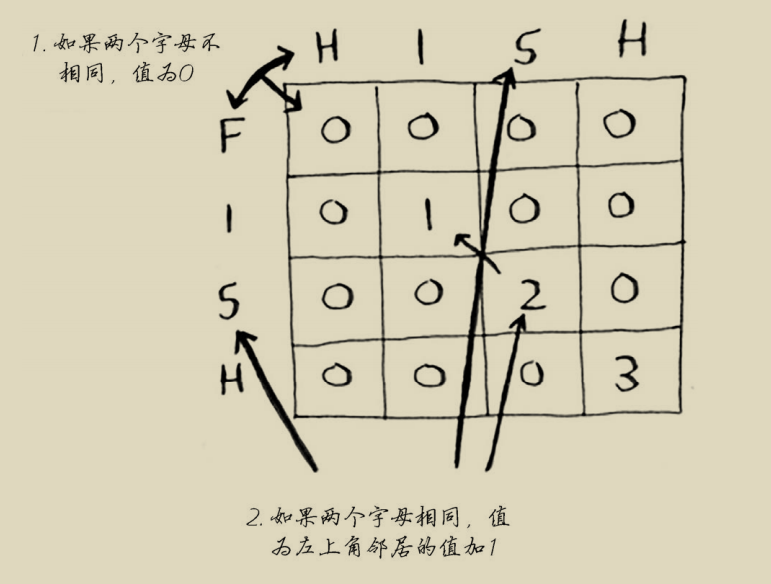 1. 如果两个字母不
相同，值为0
H I S H
F 0 0 0 0
I 0 1 0 0
S 0 0 2 0
H 0 0 0 3
2. 如果两个字母相同，值
为左上角邻居的值加1